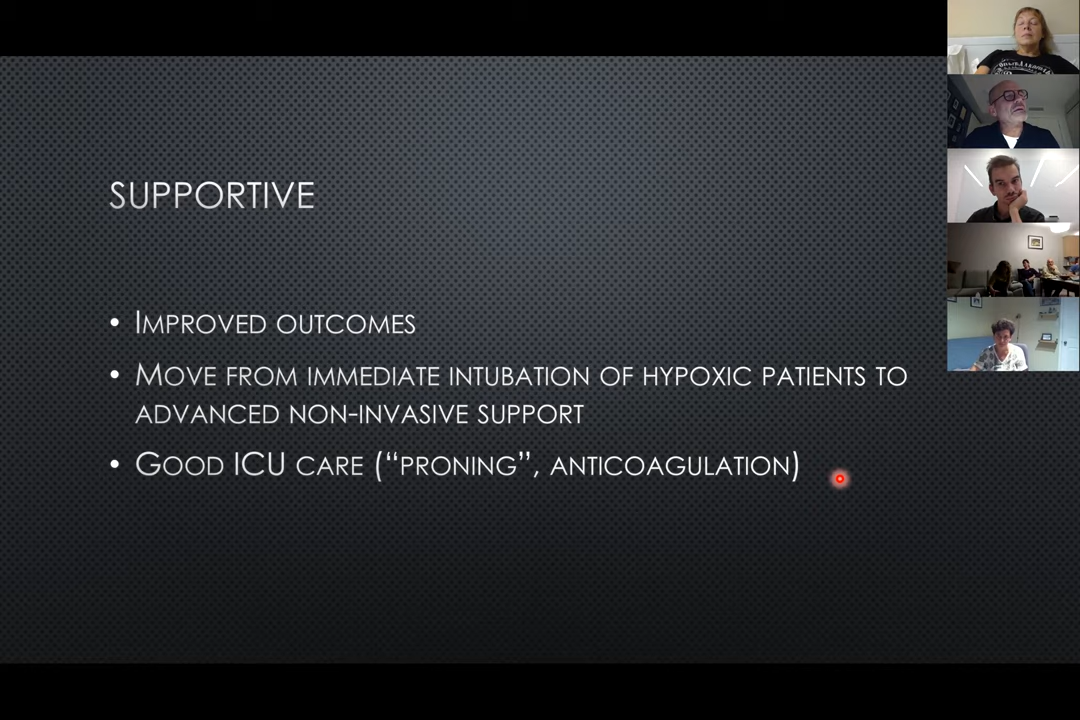 SUPPORTIVE
• IMPROVED OUTCOMES
• MOVE FROM IMMEDIATE INTUBATION OF HYPOXIC PATIENTS TO
ADVANCED NON-INVASIVE SUPPORT
• GOOD ICU CARE (“PRONING”, ANTICOAGULATION)